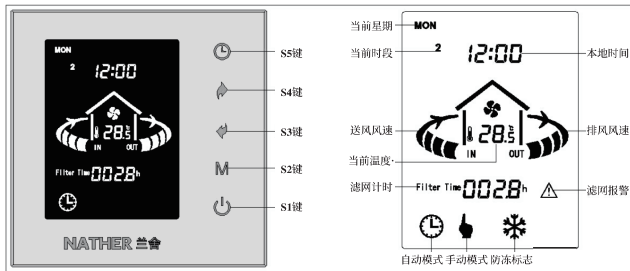 MON
2
12:00
28.5℃
IN OUT
Filter Time 0028h
NATHER 兰舍
S5键
S4键
S3键
M S2键
S1键
当前星期 MON
当前时段 2
12:00 本地时间
送风风速
排风风速
28.5℃
IN OUT
当前温度
滤网计时 Filter Time 0028h 滤网报警
自动模式 手动模式 防冻标志